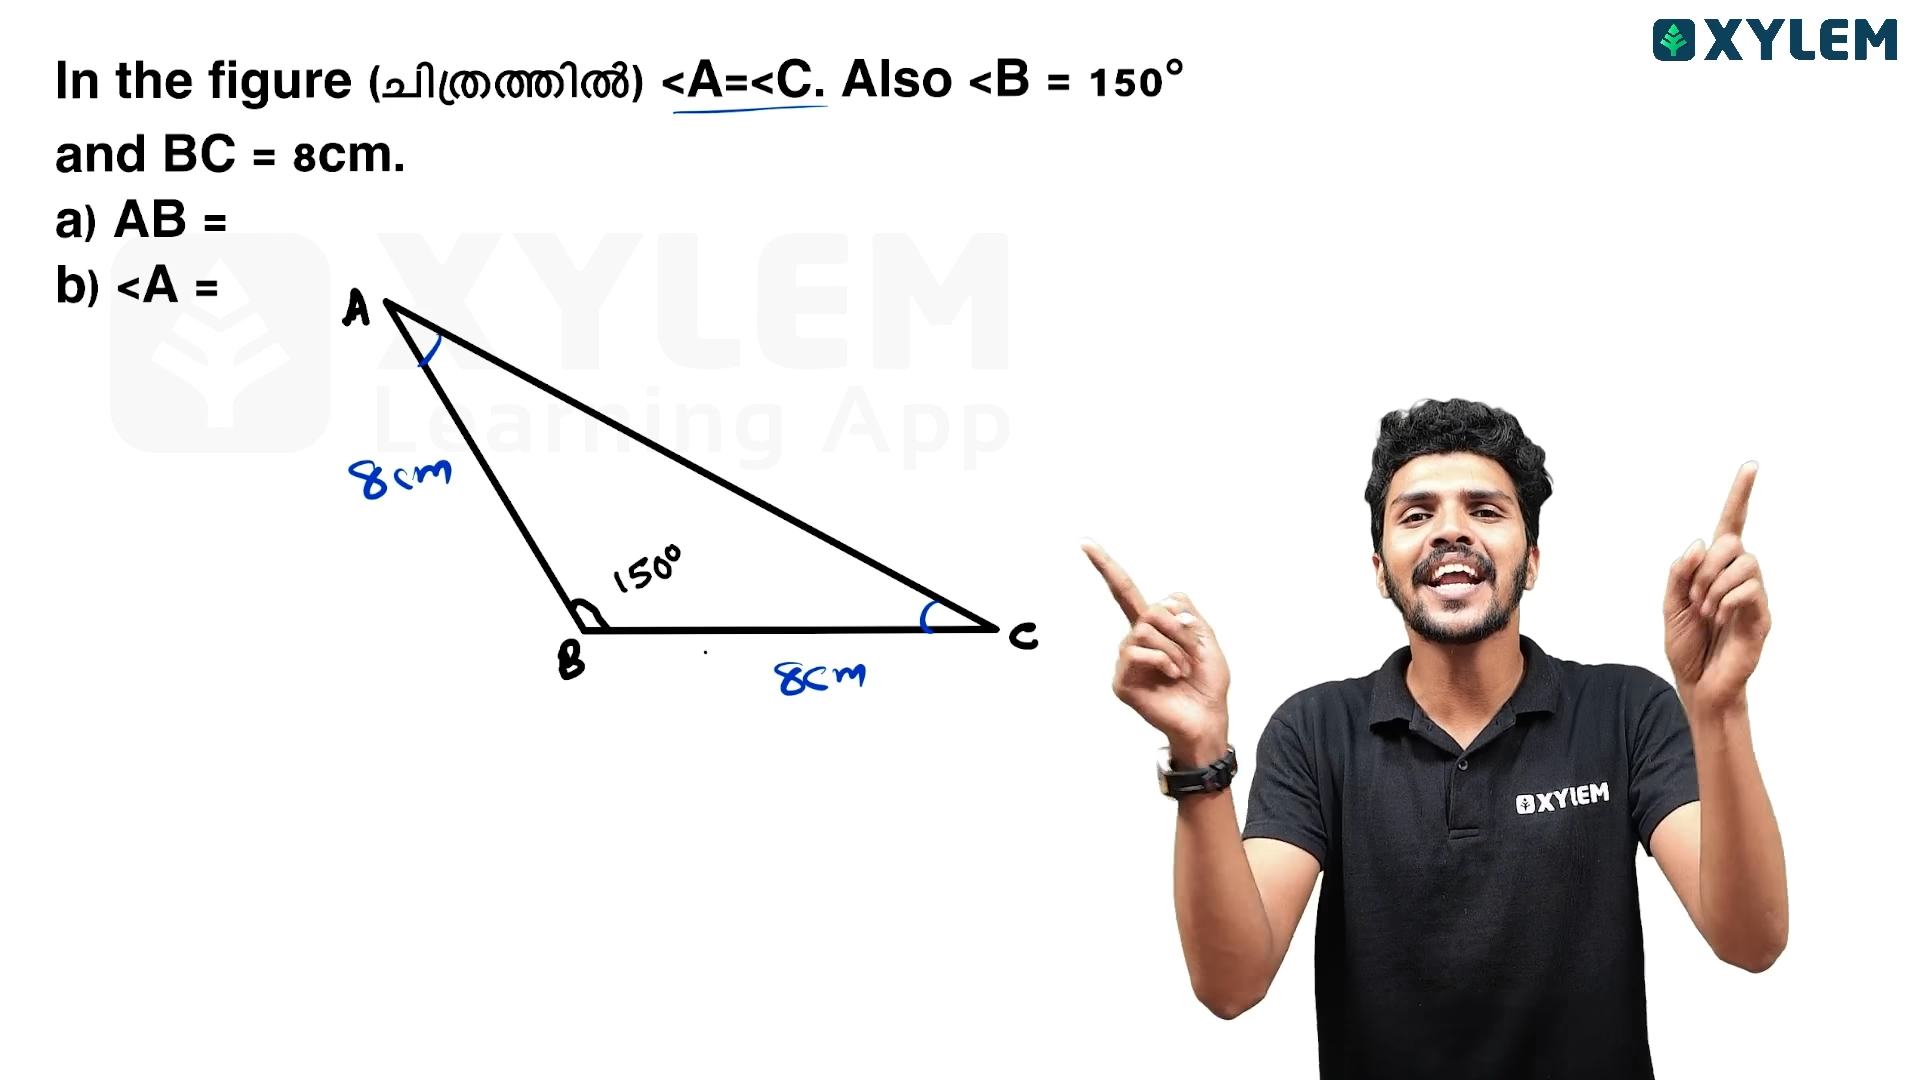 XYLEM
In the figure (ചിത്രത്തിൽ) <A=<C. Also <B = 150°
and BC = 8cm.
a) AB =
b) <A =
XYLEM
Learning App
A
8cm
150°
B
C
8cm
XYLEM